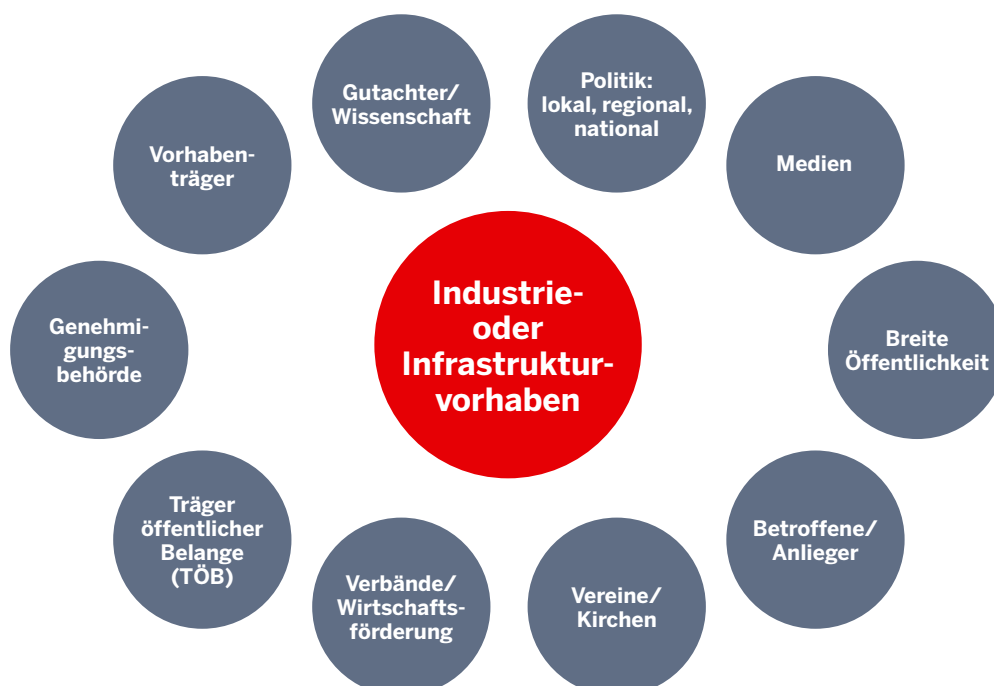 Gutachter/
Wissenschaft
Politik:
lokal, regional,
national
Vorhaben-
träger
Medien
Industrie-
oder
Infrastruktur-
vorhaben
Genehmi-
gungs-
behörde
Breite
Öffentlichkeit
Träger
öffentlicher
Belange
(TÖB)
Betroffene/
Anlieger
Verbände/
Wirtschafts-
förderung
Vereine/
Kirchen